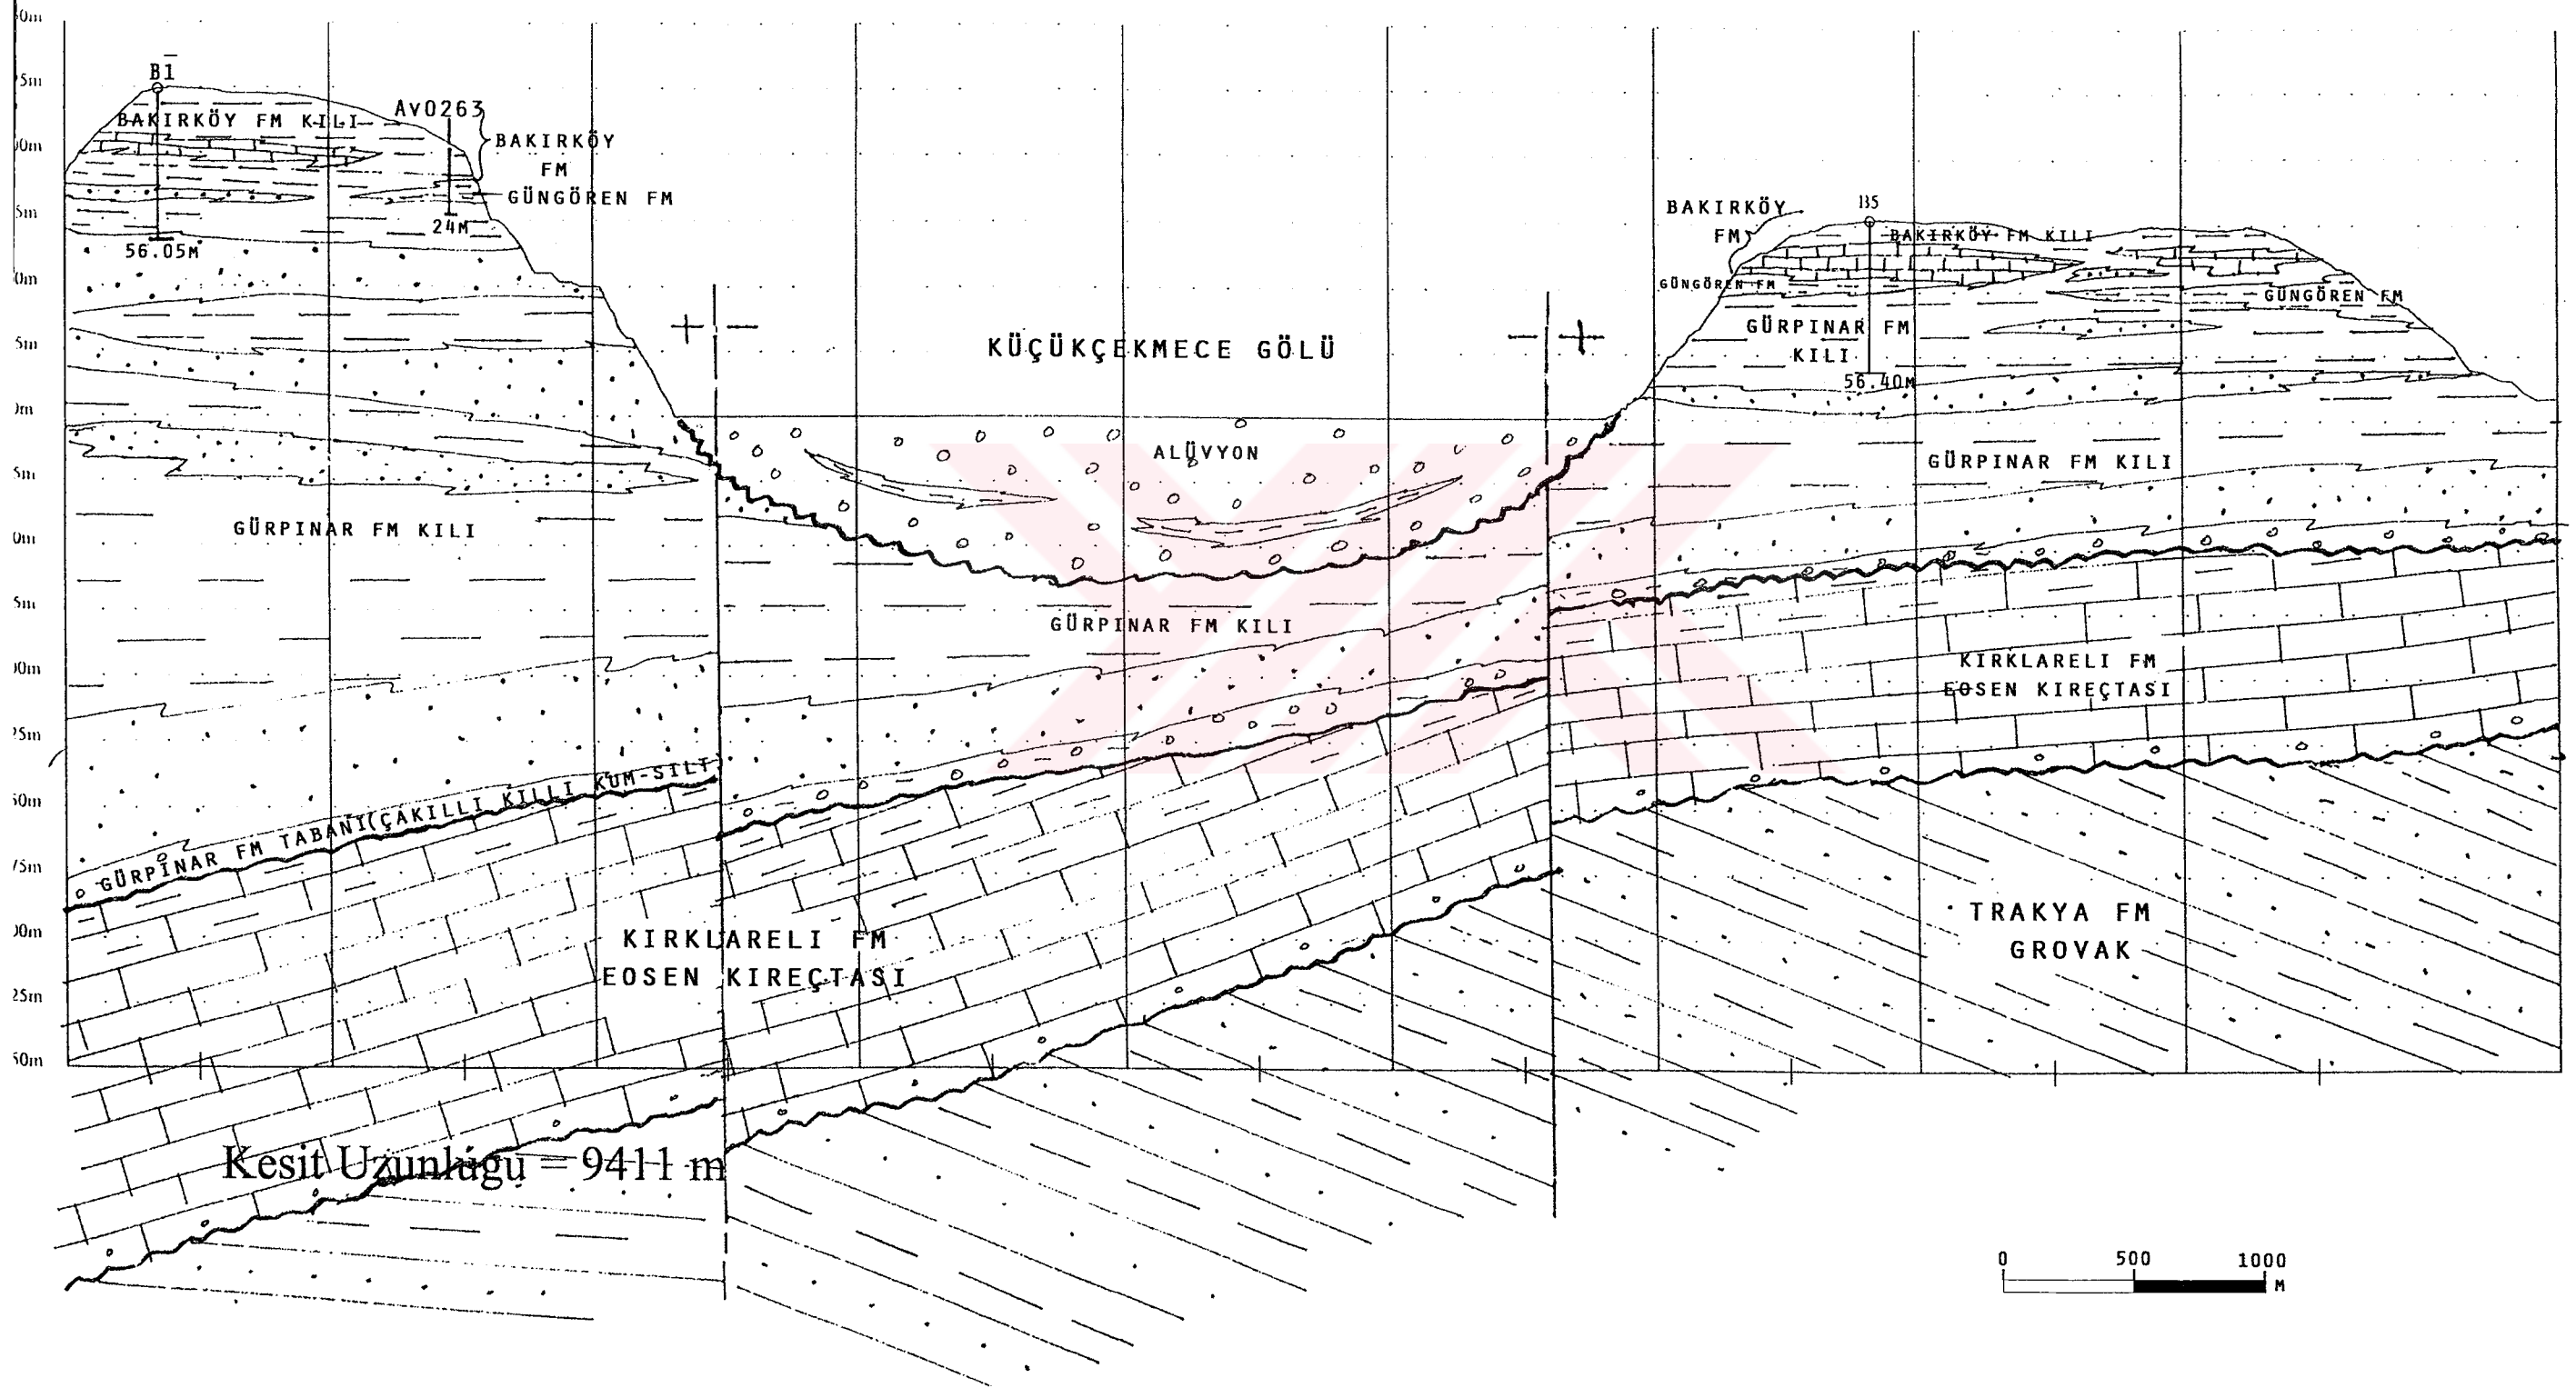 B1
BAKIRKÖY FM KILI
Av0263
BAKIRKÖY
FM
GÜNGÖREN FM
24M
56.05M
BAKIRKÖY
FM
B5
BAKIRKÖY FM KILI
GÜNGÖREN FM
GÜNGÖREN FM
GÜRPINAR FM
KILI
56.40M
+ −
KÜÇÜKÇEKMECE GÖLÜ
− +
ALÜVYON
GÜRPINAR FM KILI
GÜRPINAR FM KILI
GÜRPINAR FM KILI
KIRKLARELI FM
EOSEN KIREÇTASI
GÜRPINAR FM TABANI(ÇAKILLI KILLI KUM-SILT)
KIRKLARELI FM
EOSEN KIREÇTASI
TRAKYA FM
GROVAK
Kesit Uzunlugu = 9411 m
0 500 1000
M